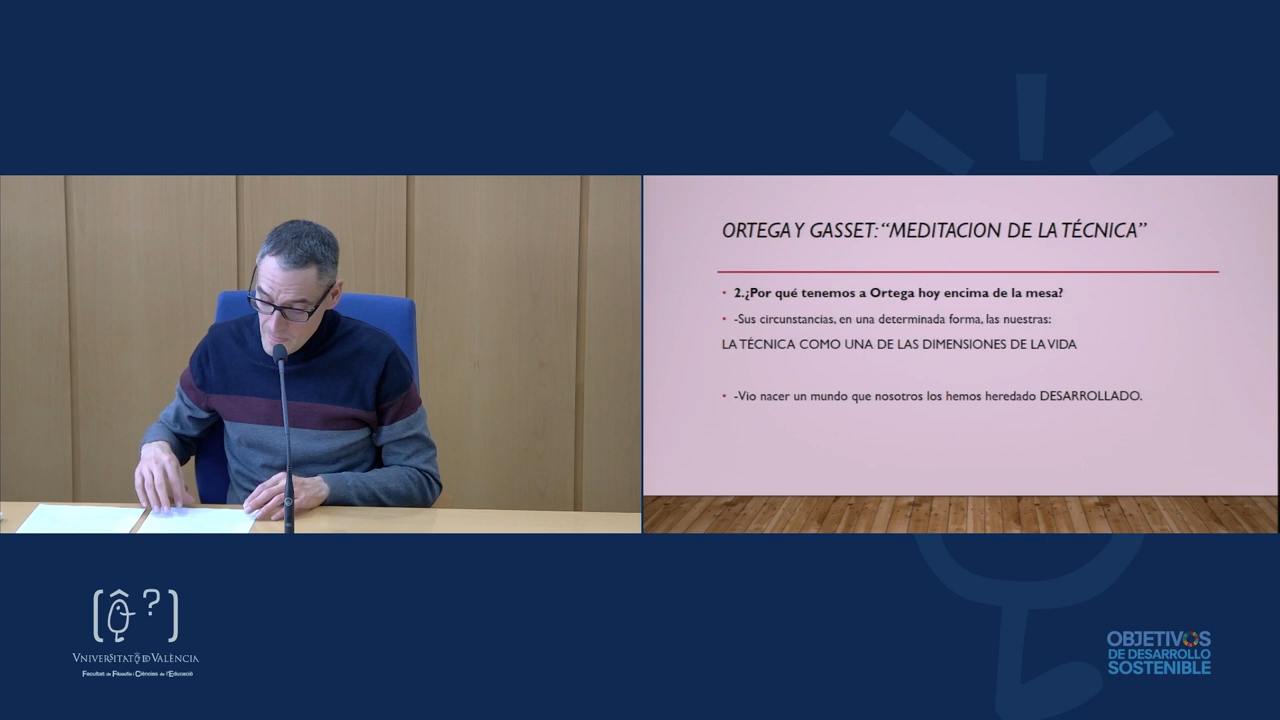 ORTEGA Y GASSET: “MEDITACION DE LA TÉCNICA”
• 2.¿Por qué tenemos a Ortega hoy encima de la mesa?
• -Sus circunstancias, en una determinada forma, las nuestras:
LA TÉCNICA COMO UNA DE LAS DIMENSIONES DE LA VIDA
• -Vio nacer un mundo que nosotros los hemos heredado DESARROLLADO.
?
VNIVERSITAT ID VALÈNCIA
Facultat de Filosofia i Ciències de l'Educació
OBJETIVOS
DE DESARROLLO
SOSTENIBLE